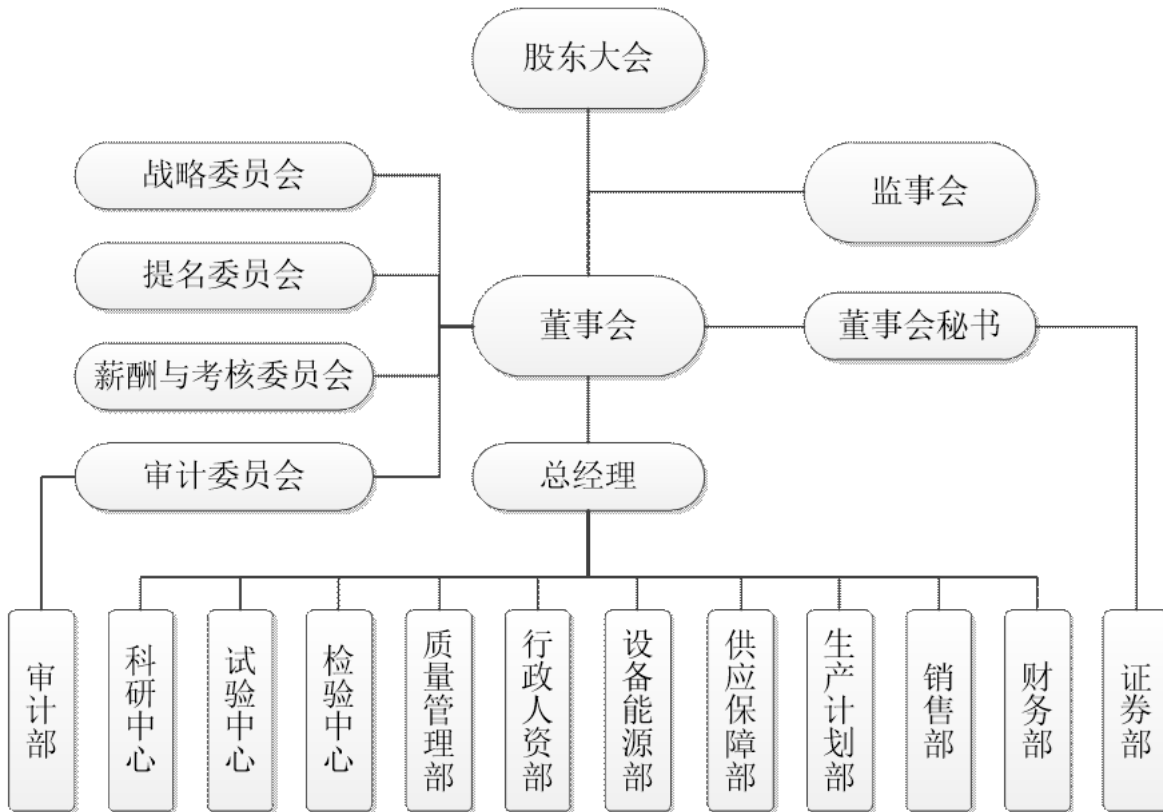 股东大会
战略委员会
监事会
提名委员会
董事会
董事会秘书
薪酬与考核委员会
审计委员会
总经理
审计部
科研中心
试验中心
检验中心
质量管理部
行政人资部
设备能源部
供应保障部
生产计划部
销售部
财务部
证券部